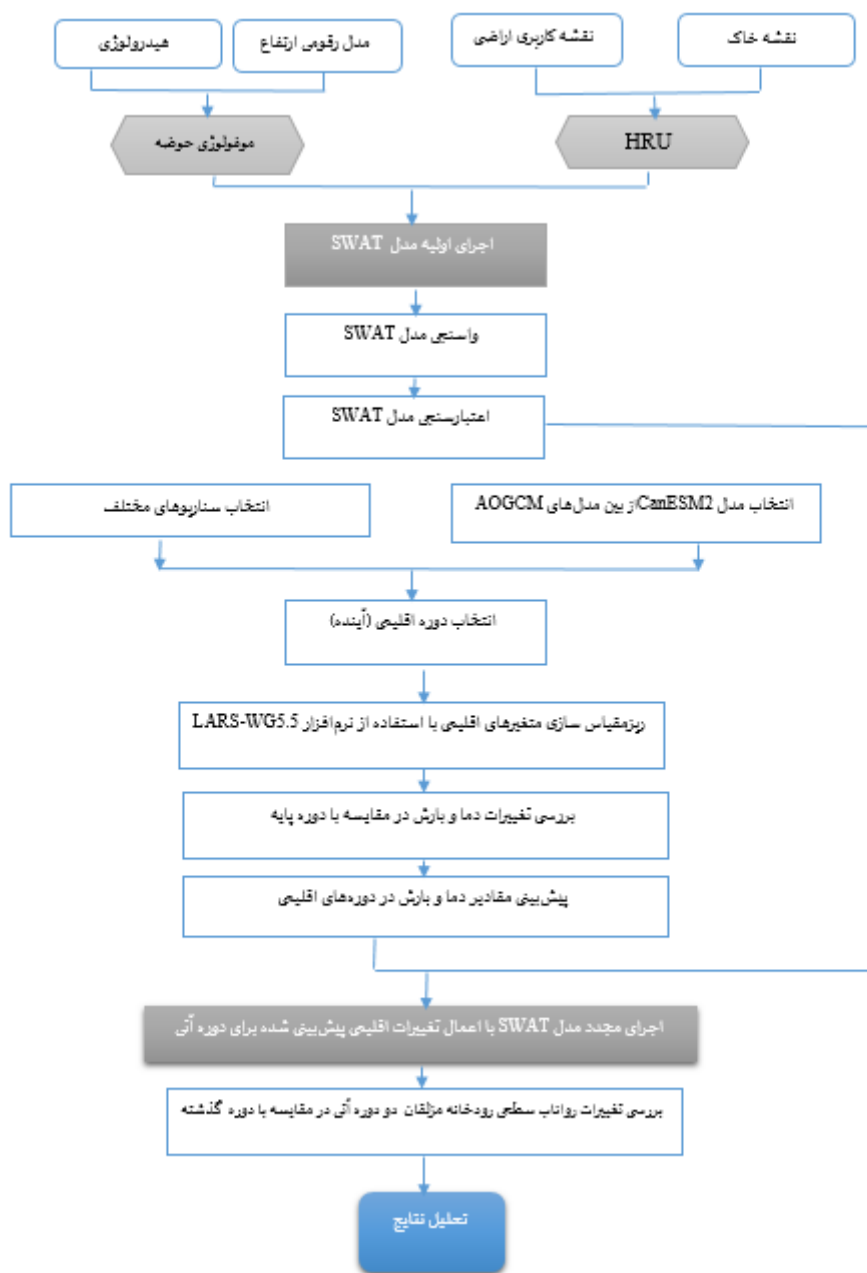 نقشه خاک
نقشه کاربری اراضی
مدل رقومی ارتفاع
هیدرولوژی
HRU
موفولوژی حوضه
اجرای اولیه مدل SWAT
واسنجی مدل SWAT
اعتبارسنجی مدل SWAT
انتخاب مدل CanESM2از بین مدل‌های AOGCM
انتخاب سناریوهای مختلف
انتخاب دوره اقلیمی (آینده)
ریزمقیاس سازی متغیرهای اقلیمی با استفاده از نرم‌افزار LARS-WG5.5
بررسی تغییرات دما و بارش در مقایسه با دوره پایه
پیش‌بینی مقادیر دما و بارش در دوره‌های اقلیمی
اجرای مجدد مدل SWAT با اعمال تغییرات اقلیمی پیش‌بینی شده برای دوره آتی
بررسی تغییرات رواناب سطحی رودخانه مزلقان دو دوره آتی در مقایسه با دوره گذشته
تحلیل نتایج